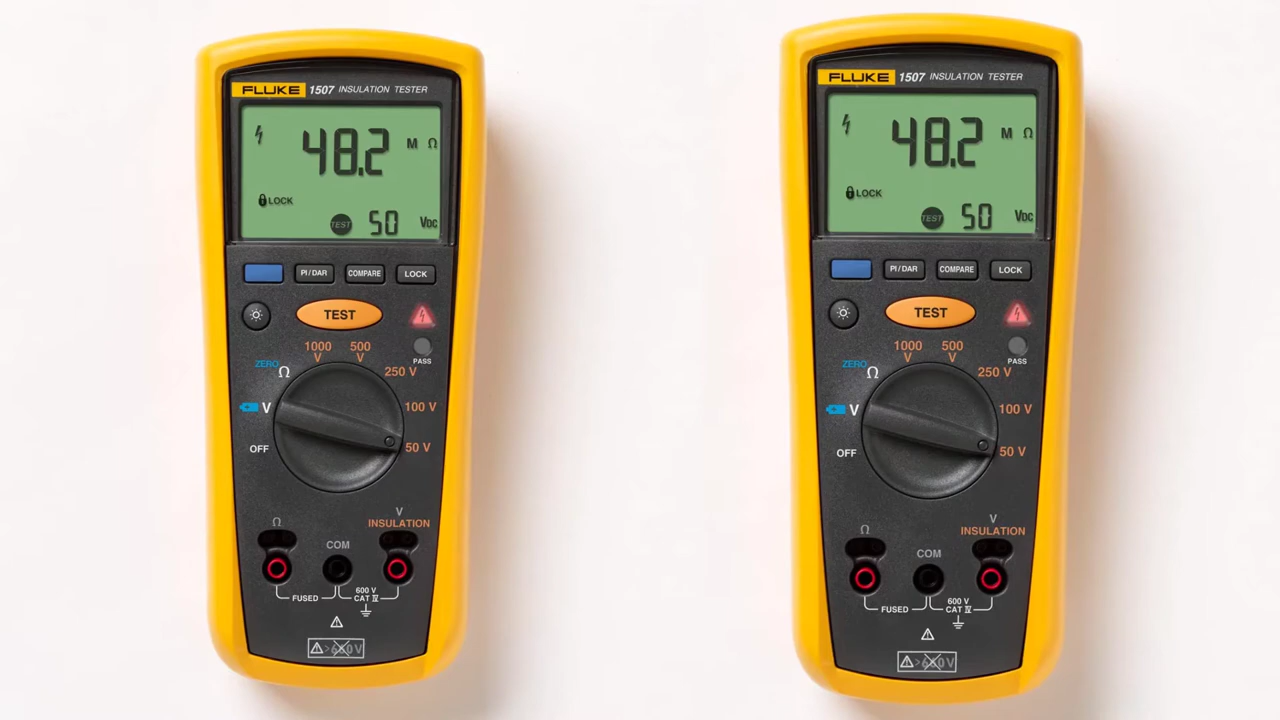 FLUKE 1507 INSULATION TESTER
48.2 M Ω
LOCK
TEST 50 VDC
PI/DAR COMPARE LOCK
TEST
1000 V 500 V
PASS
ZERO Ω 250 V
V 100 V
OFF 50 V
Ω V INSULATION
COM
FUSED 600 V CAT IV
FLUKE 1507 INSULATION TESTER
48.2 M Ω
LOCK
TEST 50 VDC
PI/DAR COMPARE LOCK
TEST
1000 V 500 V
PASS
ZERO Ω 250 V
V 100 V
OFF 50 V
Ω V INSULATION
COM
FUSED 600 V CAT IV